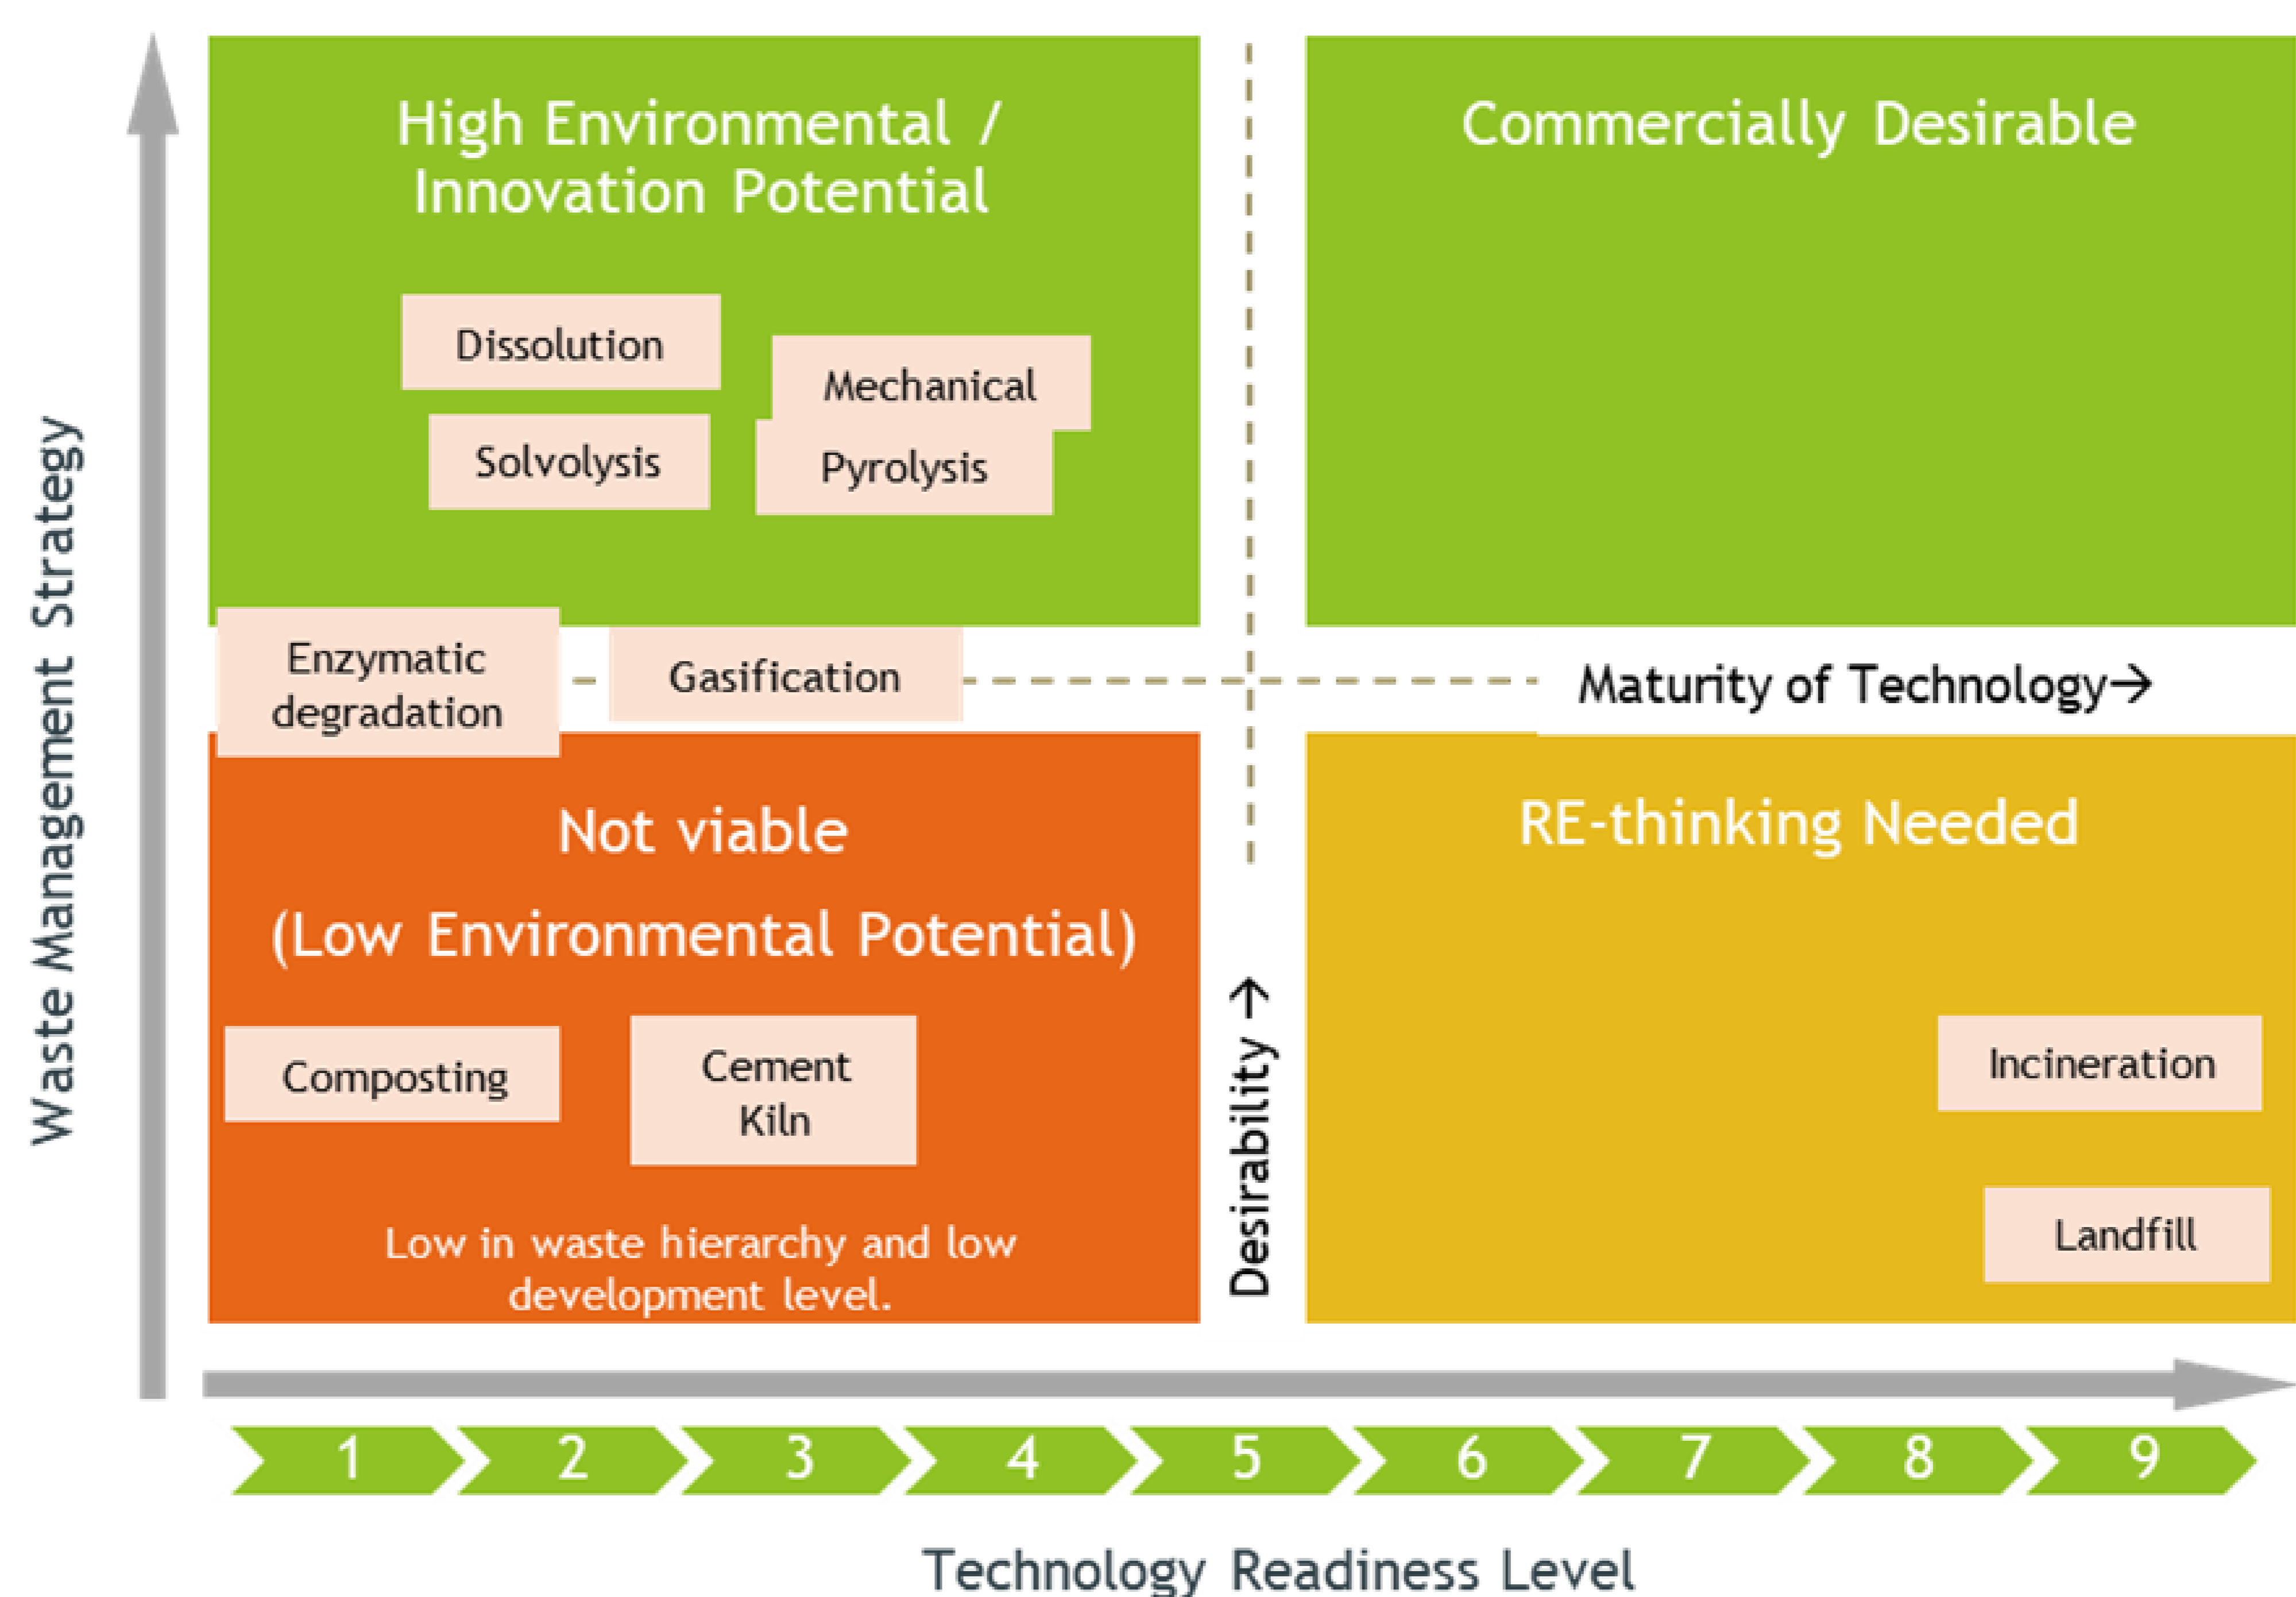 High Environmental /
Innovation Potential
Commercially Desirable
Dissolution
Mechanical
Solvolysis
Pyrolysis
Enzymatic
degradation
Gasification
Maturity of Technology→
Not viable
(Low Environmental Potential)
RE-thinking Needed
Composting
Cement
Kiln
Incineration
Landfill
Low in waste hierarchy and low
development level.
Desirability →
Waste Management Strategy
1 2 3 4 5 6 7 8 9
Technology Readiness Level